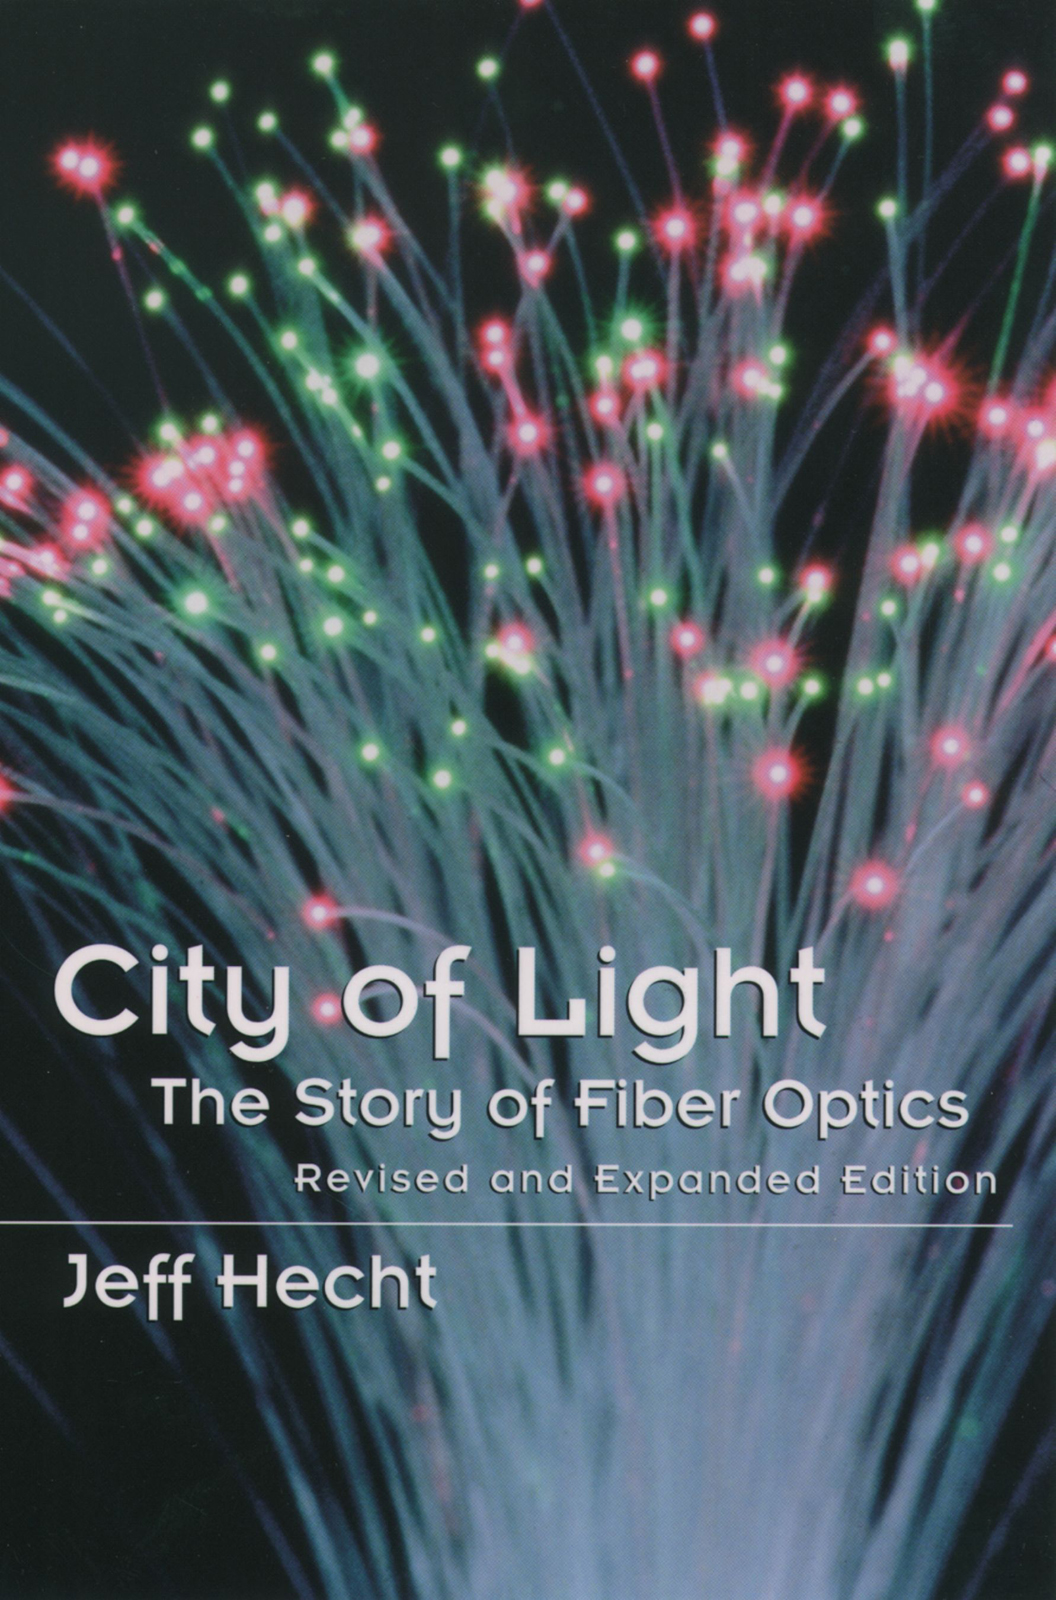 City of Light
The Story of Fiber Optics
Revised and Expanded Edition
Jeff Hecht